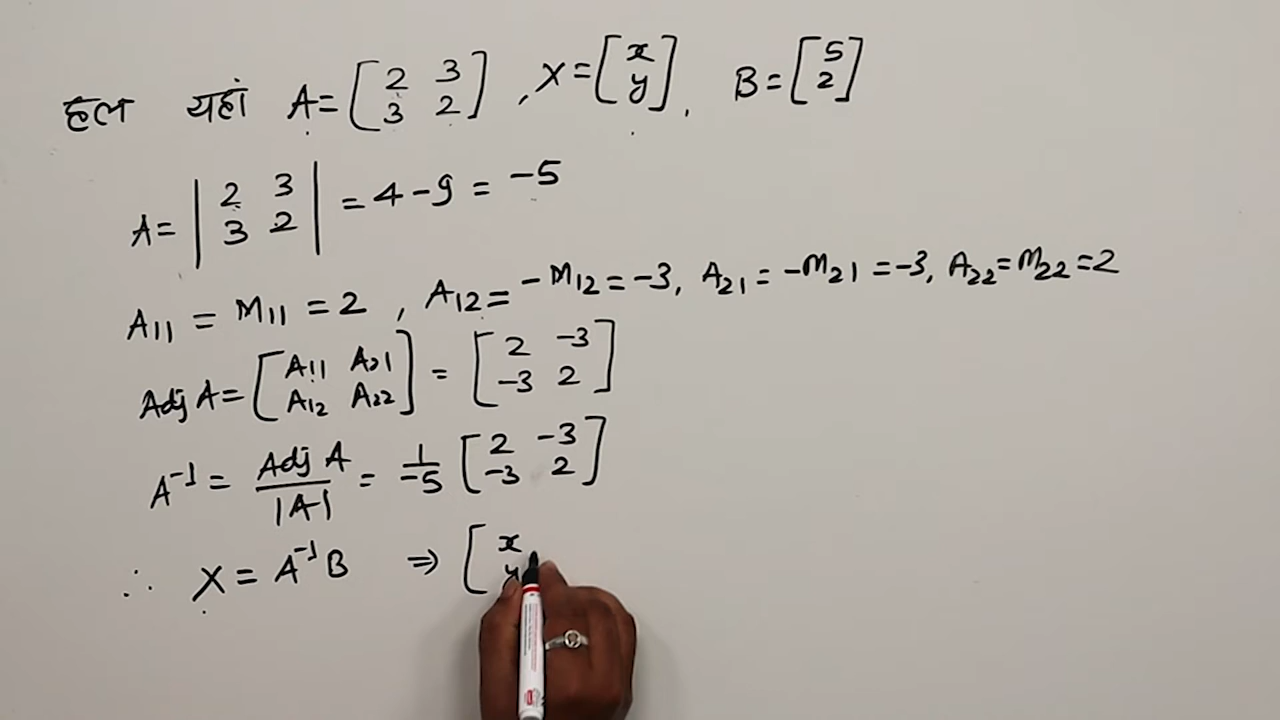 हल यहां A = [2 3 3 2], X = [x y], B = [5 2]
A = |2 3 3 2| = 4 - 9 = -5
A11 = M11 = 2, A12 = -M12 = -3, A21 = -M21 = -3, A22 = M22 = 2
Adj A = [A11 A21 A12 A22] = [2 -3 -3 2]
A⁻¹ = Adj A / |A| = 1/-5 [2 -3 -3 2]
∴ X = A⁻¹B ⇒ [x y